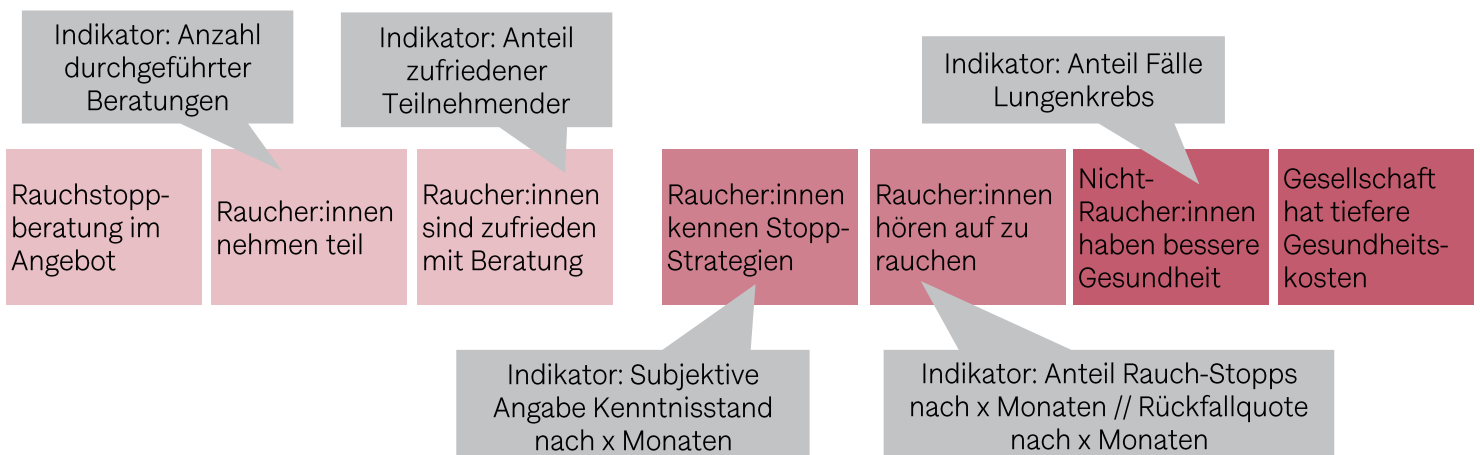 Indikator: Anzahl
durchgeführter
Beratungen
Indikator: Anteil
zufriedener
Teilnehmender
Indikator: Anteil Fälle
Lungenkrebs
Rauchstopp-
beratung im
Angebot
Raucher:innen
nehmen teil
Raucher:innen
sind zufrieden
mit Beratung
Raucher:innen
kennen Stopp-
Strategien
Raucher:innen
hören auf zu
rauchen
Nicht-
Raucher:innen
haben bessere
Gesundheit
Gesellschaft
hat tiefere
Gesundheits-
kosten
Indikator: Subjektive
Angabe Kenntnisstand
nach x Monaten
Indikator: Anteil Rauch-Stopps
nach x Monaten // Rückfallquote
nach x Monaten